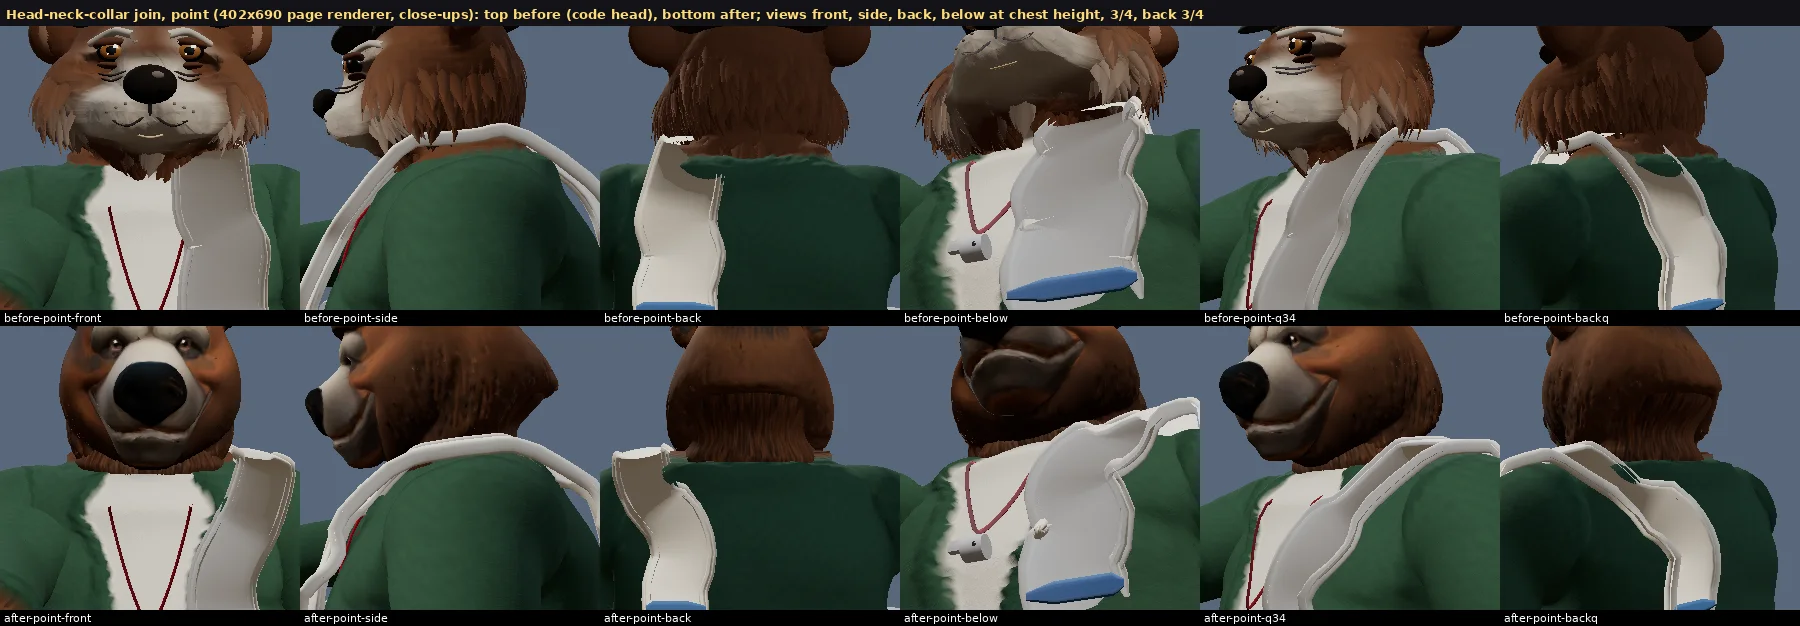 Head-neck-collar join, point (402x690 page renderer, close-ups): top before (code head), bottom after; views front, side, back, below at chest height, 3/4, back 3/4
before-point-front
before-point-side
before-point-back
before-point-below
before-point-q34
before-point-backq
after-point-front
after-point-side
after-point-back
after-point-below
after-point-q34
after-point-backq